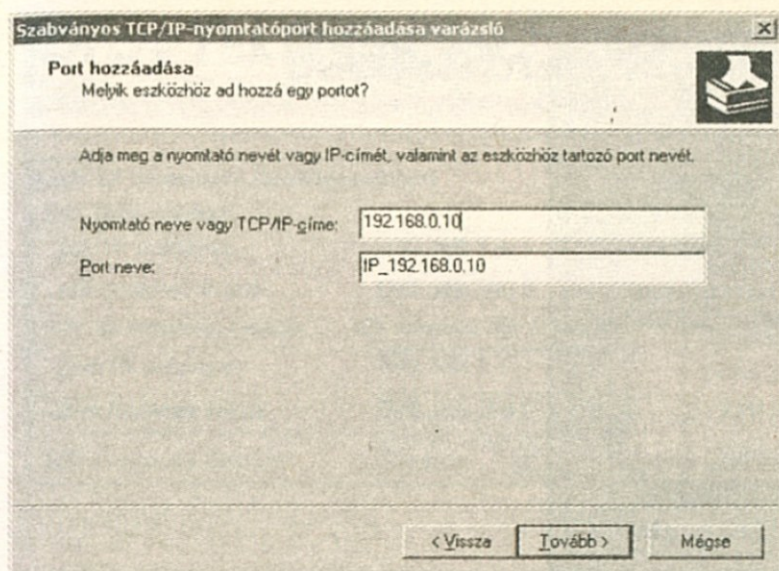 Szabványos TCP/IP-nyomtatóport hozzáadása varázsló
Port hozzáadása
Melyik eszközhöz ad hozzá egy portot?
Adja meg a nyomtató nevét vagy IP-címét, valamint az eszközhöz tartozó port nevét.
Nyomtató neve vagy TCP/IP-címe: 192.168.0.10
Port neve: IP_192.168.0.10
< Vissza Tovább > Mégse